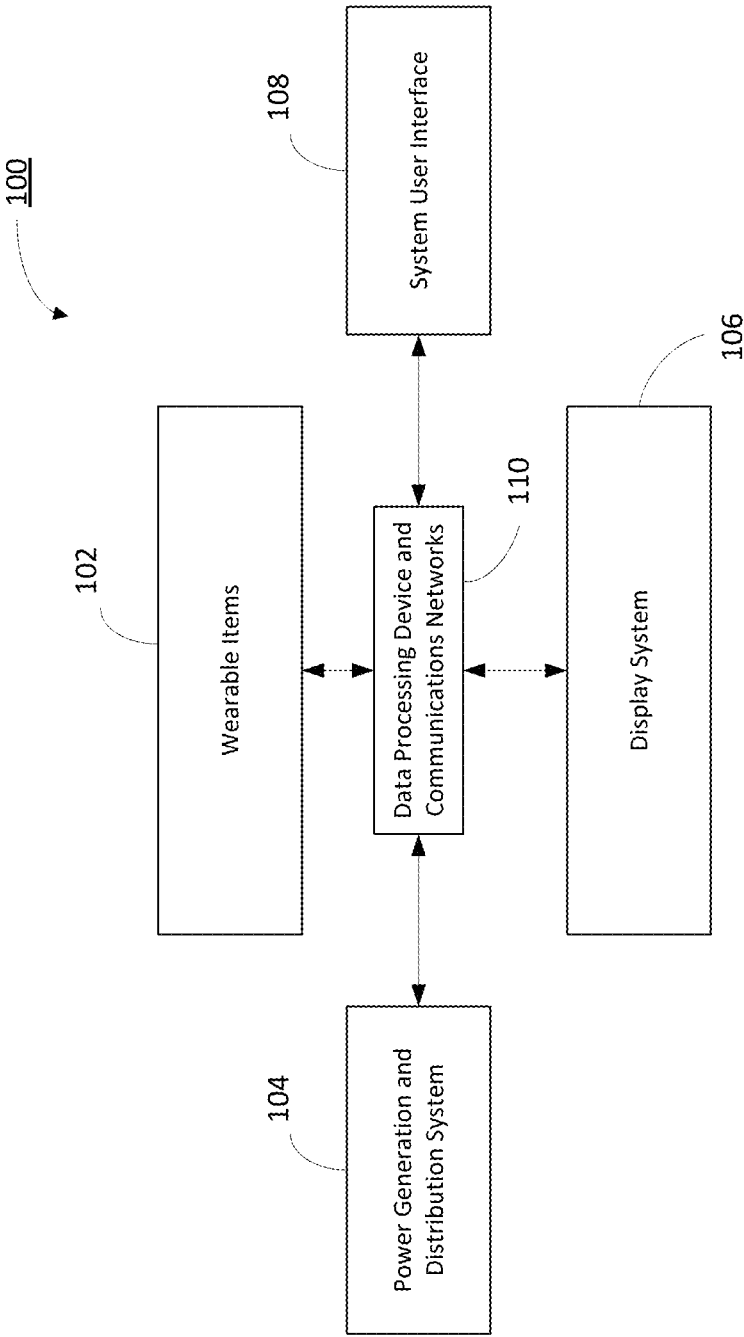 100
102
Wearable Items
104
Power Generation and
Distribution System
110
Data Processing Device and
Communications Networks
108
System User Interface
106
Display System